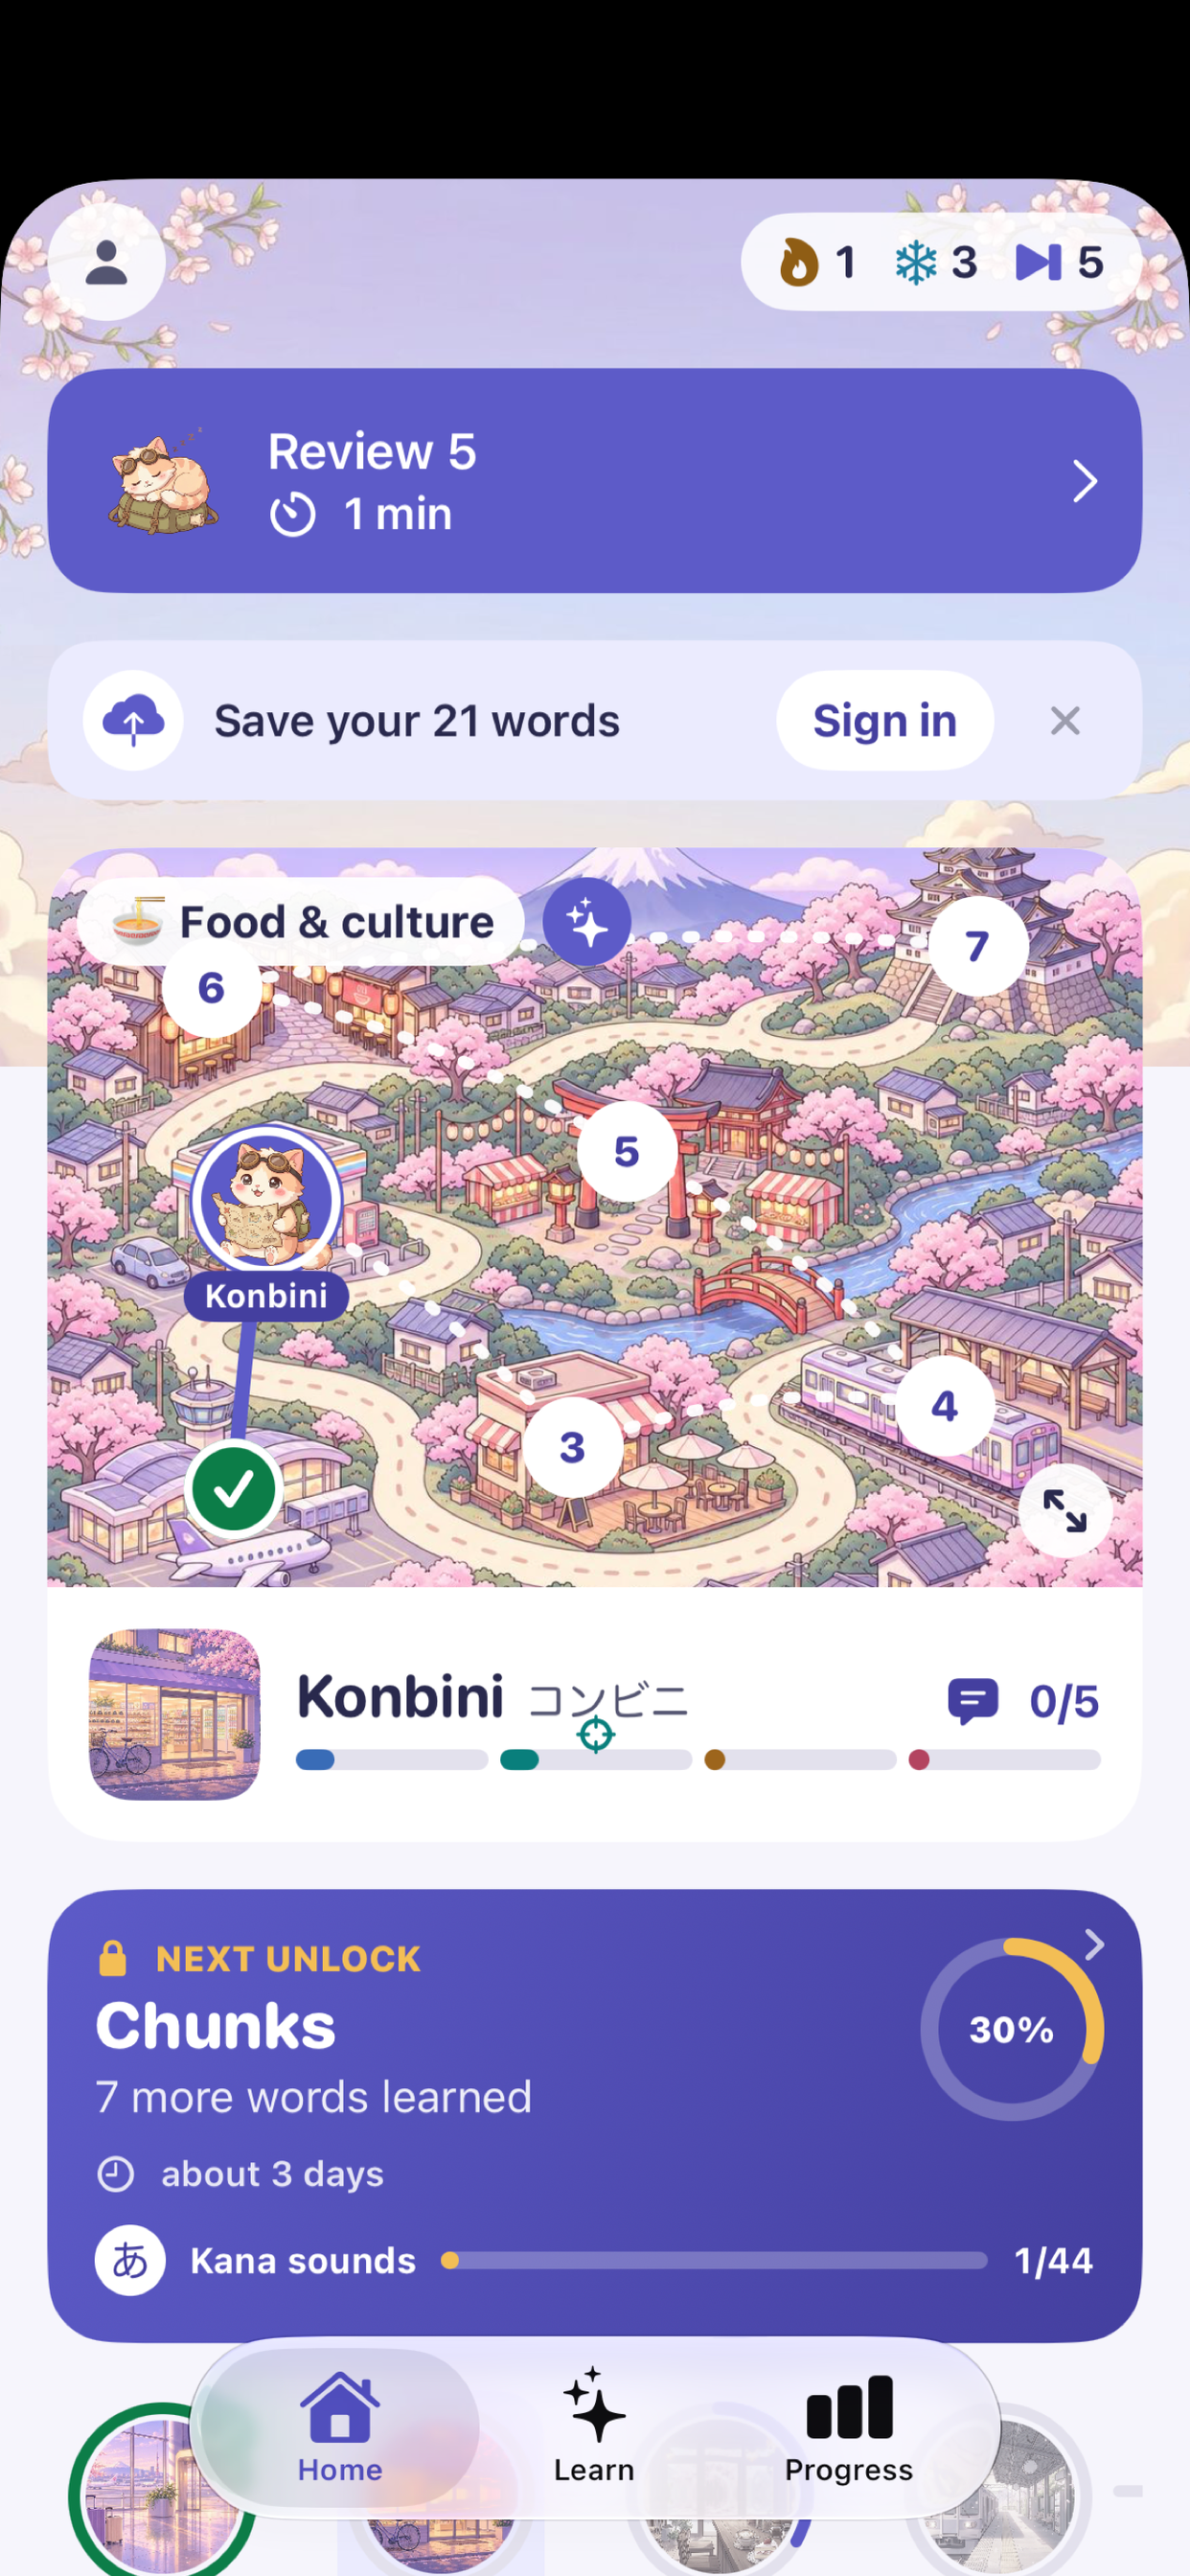 1 3 5
Review 5
1 min
Save your 21 words
Sign in
Food & culture
7
6
5
Konbini
4
3
Konbini コンビニ
0/5
NEXT UNLOCK
Chunks
30%
7 more words learned
about 3 days
あ Kana sounds 1/44
Home
Learn
Progress